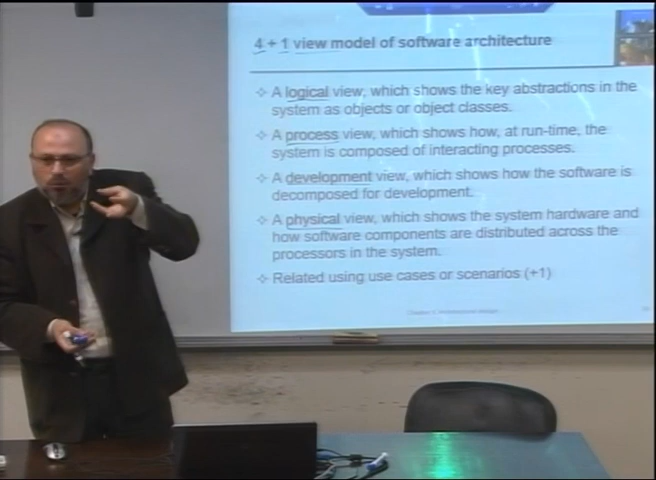 4 + 1 view model of software architecture
✧ A logical view, which shows the key abstractions in the
system as objects or object classes.
✧ A process view, which shows how, at run-time, the
system is composed of interacting processes.
✧ A development view, which shows how the software is
decomposed for development.
✧ A physical view, which shows the system hardware and
how software components are distributed across the
processors in the system.
✧ Related using use cases or scenarios (+1)